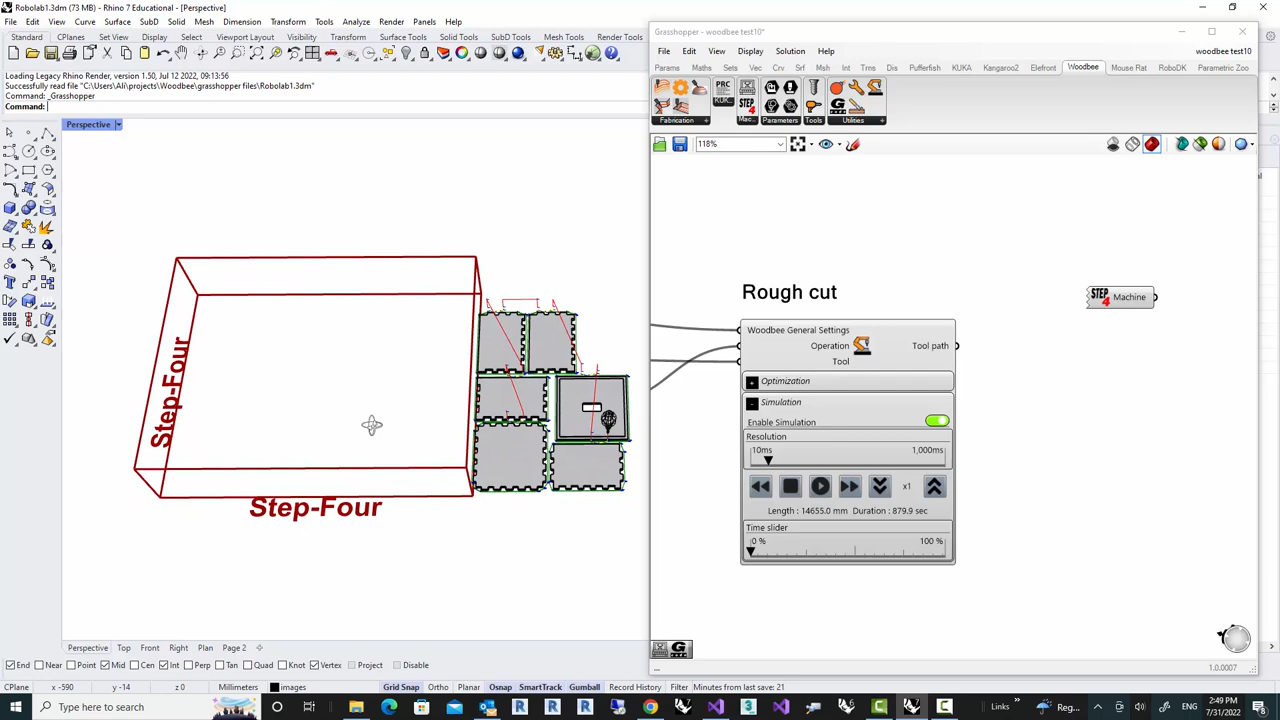 Robolab1.3dm (73 MB) - Rhino 7 Educational - [Perspective]
File Edit View Curve Surface SubD Solid Mesh Dimension Transform Tools Analyze Render Panels Help
Standard CPlanes Set View Display Select Viewport Layout Visibility Transform Curve Tools Surface Tools Solid Tools SubD Tools Mesh Tools Render Tools
Loading Legacy Rhino Render, version 1.50, Jul 12 2022, 09:13:56
Successfully read file "C:\Users\Ali\projects\Woodbee\grasshopper files\Robolab1.3dm"
Command: _Grasshopper
Command:
Perspective
Step-Four
Step-Four
Perspective Top Front Right Plan Page 2
End Near Point Mid Cen Int Perp Tan Quad Knot Vertex Project Disable
CPlane x -590 y -14 z 0 Millimeters images Grid Snap Ortho Planar Osnap SmartTrack Gumball Record History Filter Minutes from last save: 21
Grasshopper - woodbee test10*
File Edit View Display Solution Help woodbee test10
Params Maths Sets Vec Crv Srf Msh Int Trns Dis Pufferfish KUKA Kangaroo2 Elefront Woodbee Mouse Rat RoboDK Parametric Zoo
PRC
KUK...
STEP
4
Fabrication Mac... Parameters Tools Utilities
118%
Rough cut
Woodbee General Settings
Operation
Tool
Tool path
Optimization
Simulation
Enable Simulation
Resolution
10ms 1,000ms
x1
Length : 14655.0 mm Duration : 879.9 sec
Time slider
0 % 100 %
STEP
4
Machine
...
1.0.0007
Type here to search
Links
Reg...
2:49 PM
7/31/2022